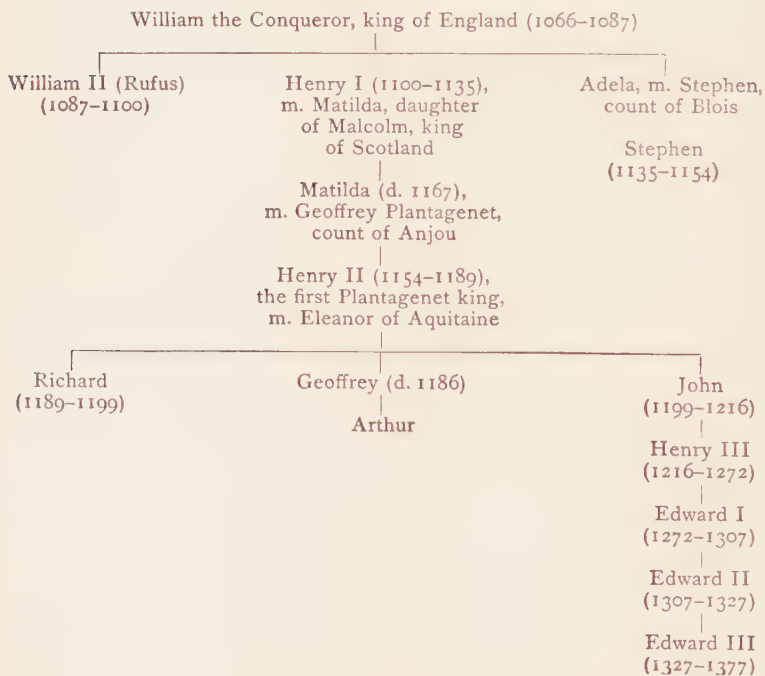 William the Conqueror, king of England (1066–1087)
William II (Rufus)
(1087–1100)
Henry I (1100–1135),
m. Matilda, daughter
of Malcolm, king
of Scotland
Adela, m. Stephen,
count of Blois
Stephen
(1135–1154)
Matilda (d. 1167),
m. Geoffrey Plantagenet,
count of Anjou
Henry II (1154–1189),
the first Plantagenet king,
m. Eleanor of Aquitaine
Richard
(1189–1199)
Geoffrey (d. 1186)
Arthur
John
(1199–1216)
Henry III
(1216–1272)
Edward I
(1272–1307)
Edward II
(1307–1327)
Edward III
(1327–1377)